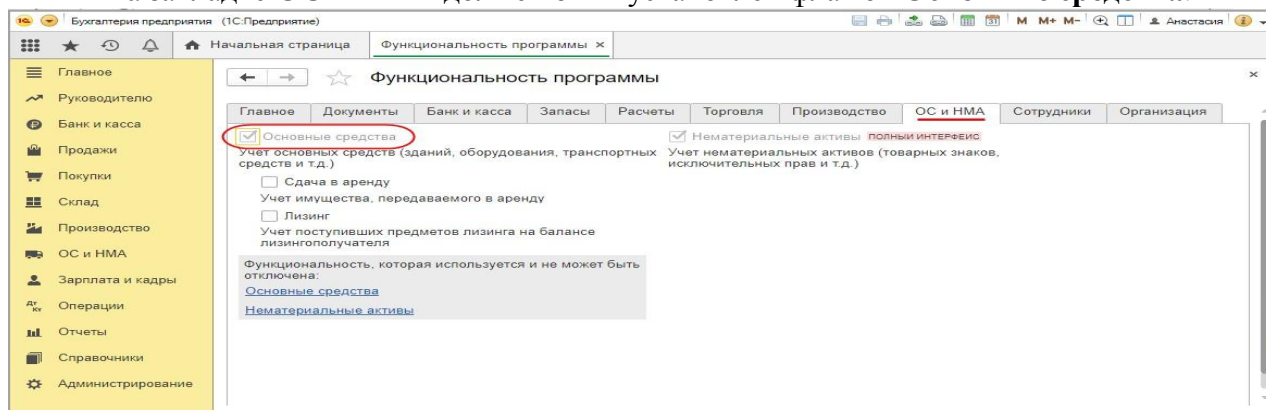 Бухгалтерия предприятия (1С:Предприятие)
M M+ M- Анастасия
Начальная страница Функциональность программы ×
Главное
Руководителю
Банк и касса
Продажи
Покупки
Склад
Производство
ОС и НМА
Зарплата и кадры
Операции
Отчеты
Справочники
Администрирование
Функциональность программы
Главное Документы Банк и касса Запасы Расчеты Торговля Производство ОС и НМА Сотрудники Организация
Основные средства
Учет основных средств (зданий, оборудования, транспортных
средств и т.д.)
Сдача в аренду
Учет имущества, передаваемого в аренду
Лизинг
Учет поступивших предметов лизинга на балансе
лизингополучателя
Функциональность, которая используется и не может быть
отключена:
Основные средства
Нематериальные активы
Нематериальные активы ПОЛНЫЙ ИНТЕРФЕЙС
Учет нематериальных активов (товарных знаков,
исключительных прав и т.д.)